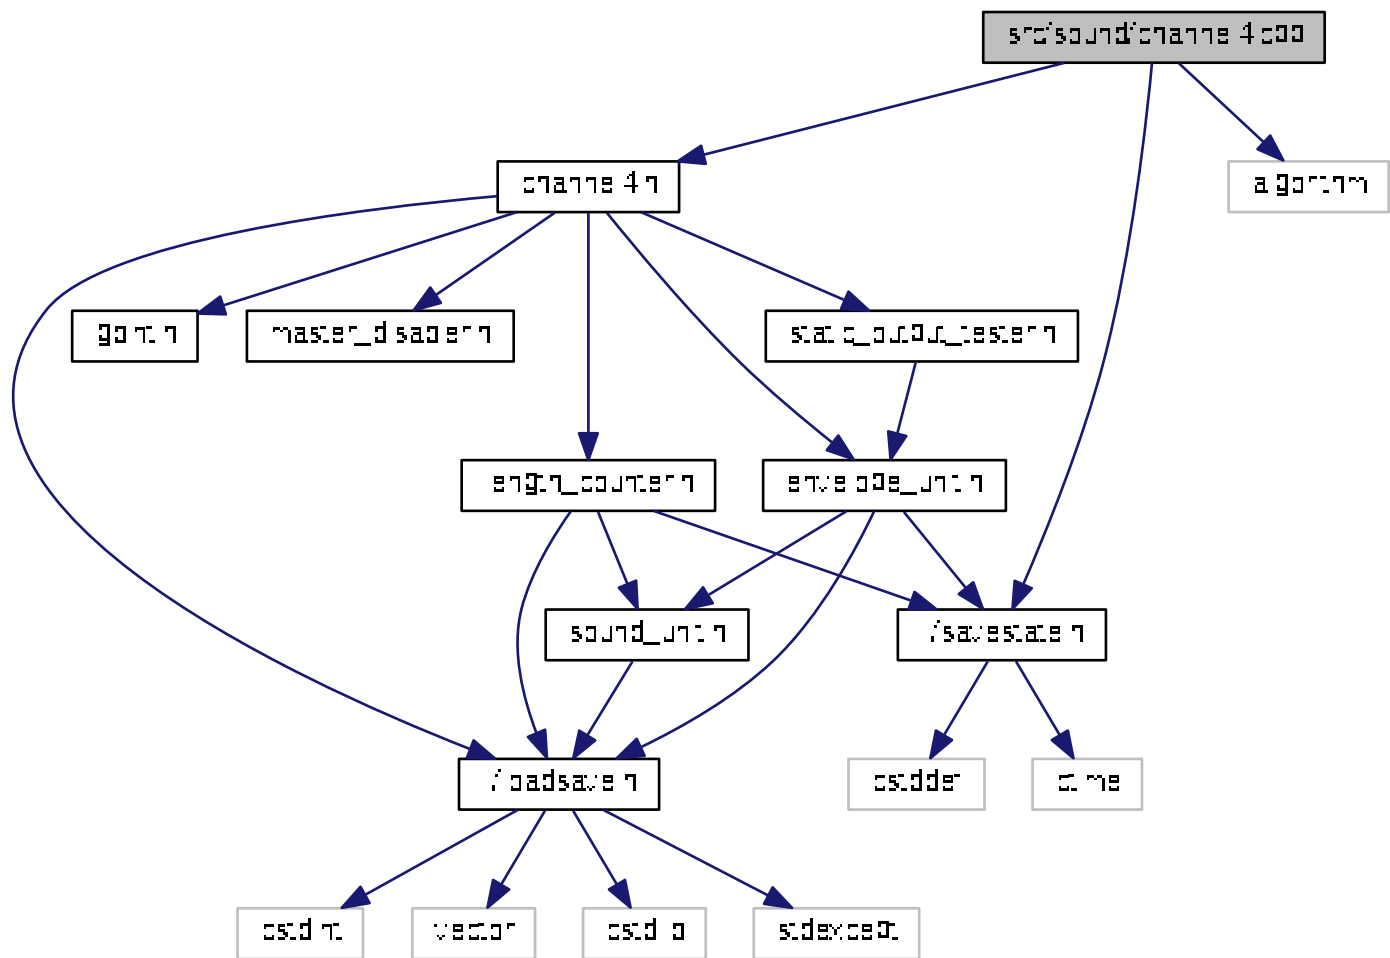 src/sound/channel4.cpp
channel4.h
algorithm
gbint.h
master_disabler.h
static_output_tester.h
length_counter.h
envelope_unit.h
sound_unit.h
../savestate.h
../loadsave.h
cstddef
ctime
cstdint
vector
cstdio
stdexcept